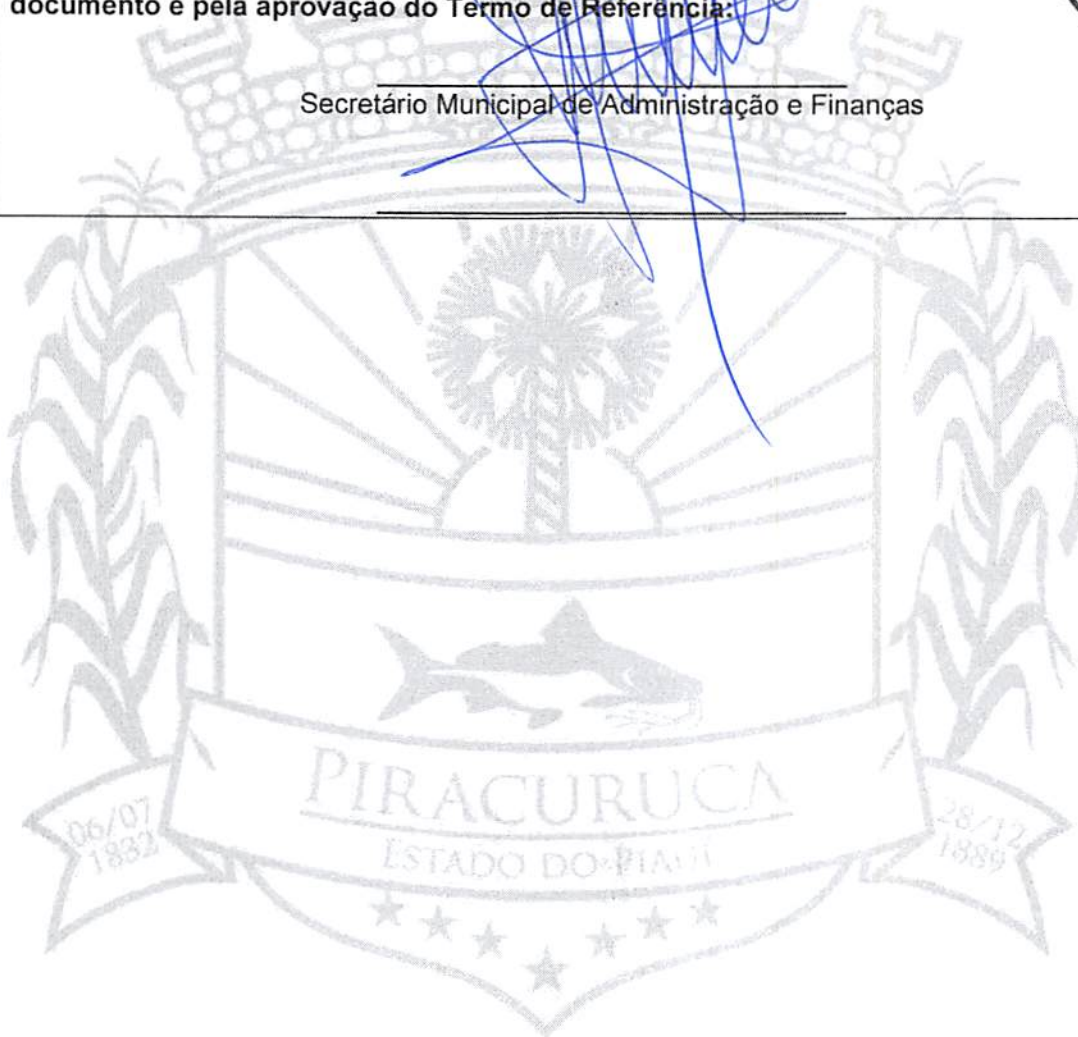 documento e pela aprovação do Termo de Referência:
Secretário Municipal de Administração e Finanças
PIRACURUCA
ESTADO DO PIAUÍ
06/07
1832
28/12
1889